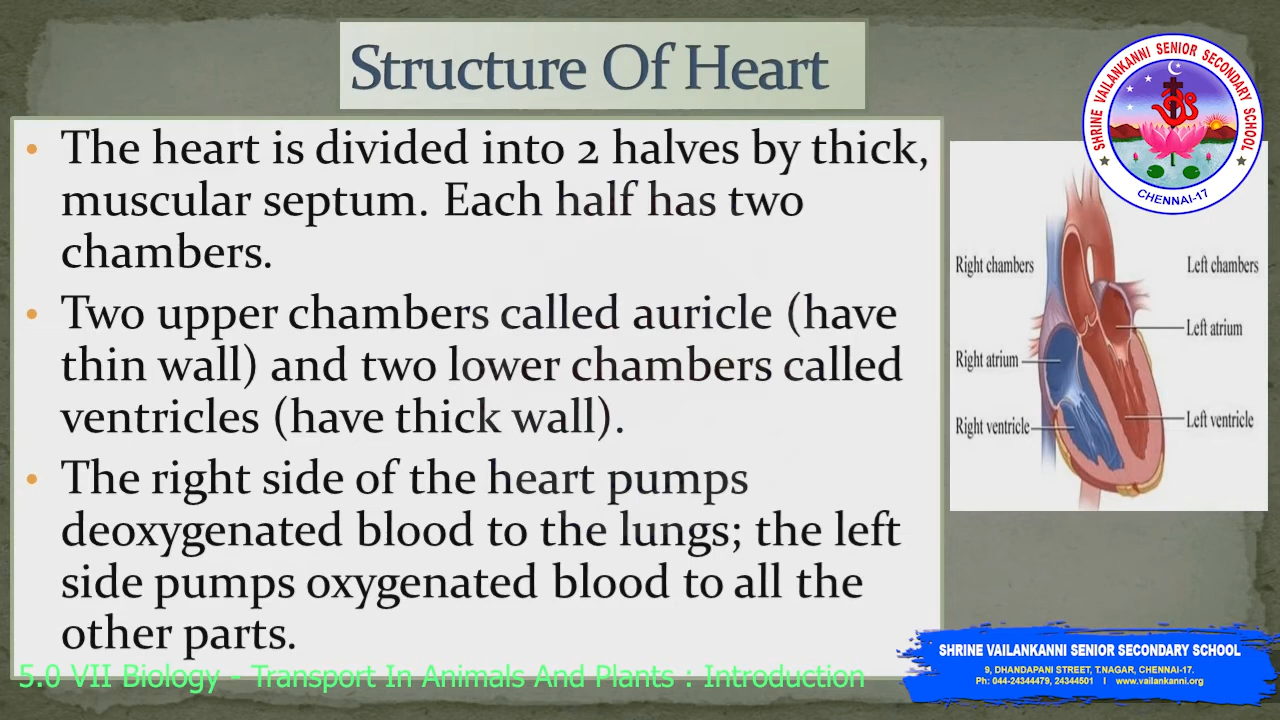 Structure Of Heart
• The heart is divided into 2 halves by thick,
muscular septum. Each half has two
chambers.
• Two upper chambers called auricle (have
thin wall) and two lower chambers called
ventricles (have thick wall).
• The right side of the heart pumps
deoxygenated blood to the lungs; the left
side pumps oxygenated blood to all the
other parts.
SHRINE VAILANKANNI SENIOR SECONDARY SCHOOL
CHENNAI-17
Right chambers
Left chambers
Left atrium
Right atrium
Left ventricle
Right ventricle
5.0 VII Biology - Transport In Animals And Plants : Introduction
SHRINE VAILANKANNI SENIOR SECONDARY SCHOOL
9, DHANDAPANI STREET, T.NAGAR, CHENNAI-17.
Ph: 044-24344479, 24344501 I www.vailankanni.org